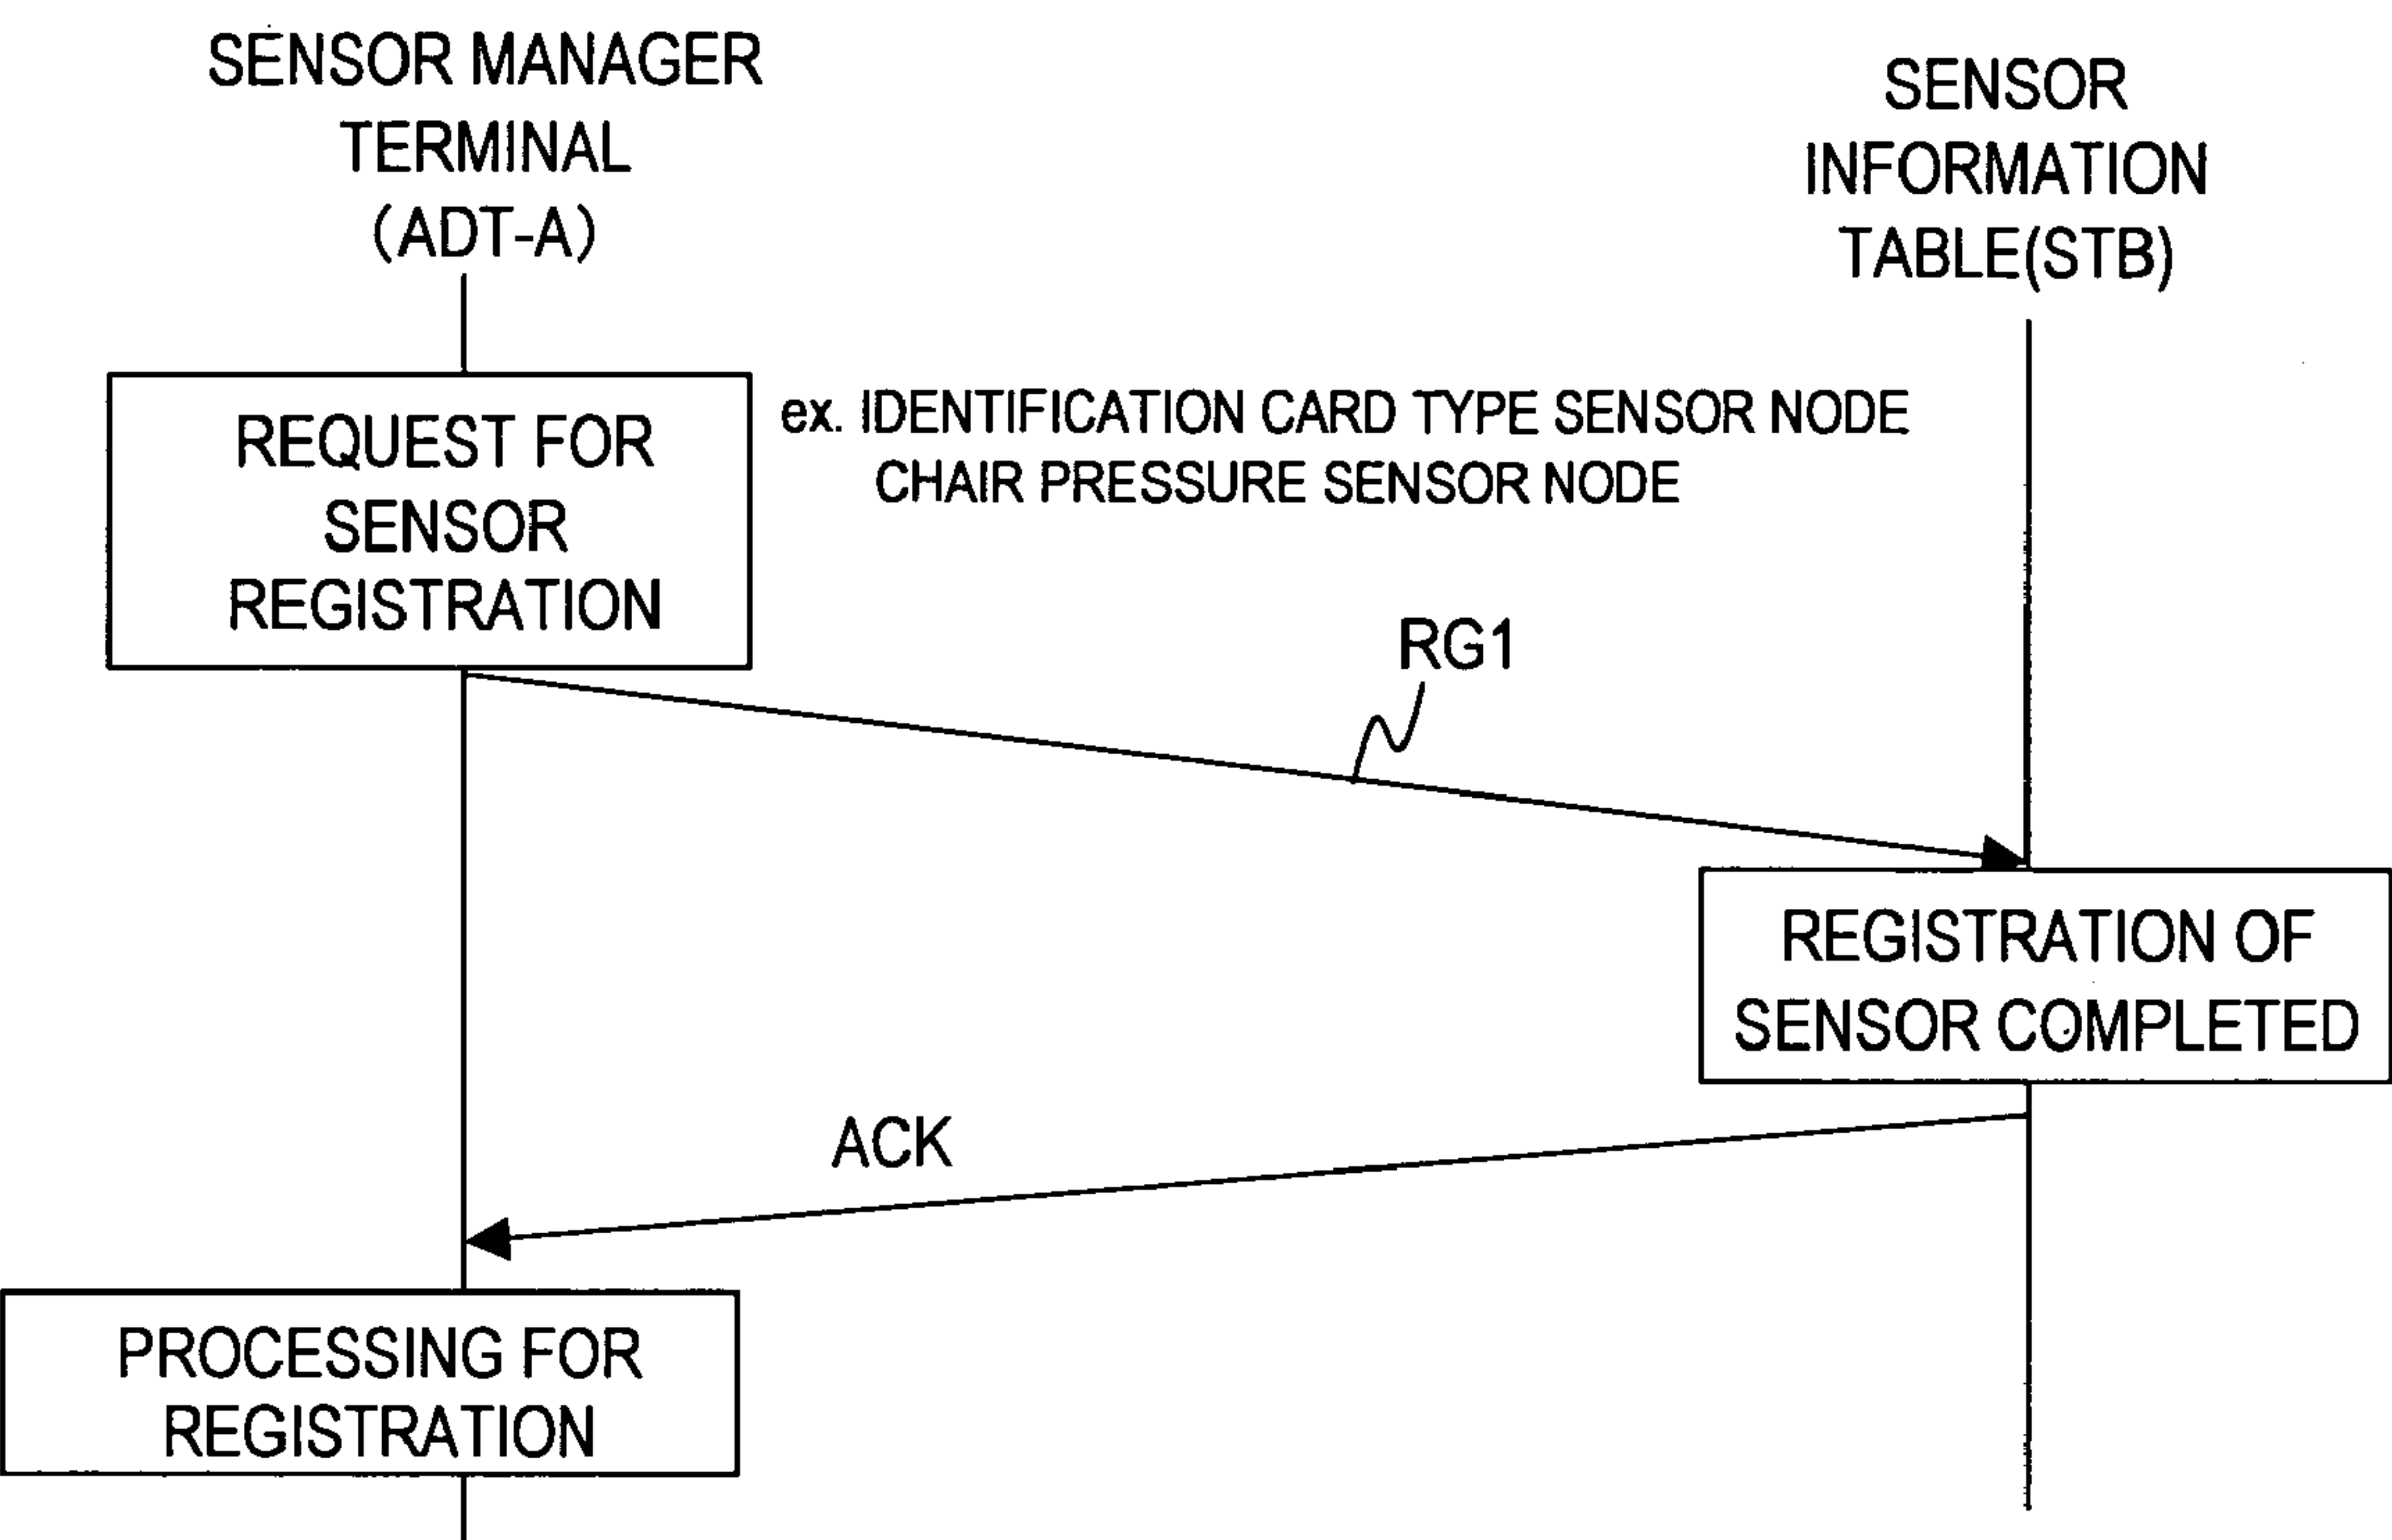 SENSOR MANAGER
TERMINAL
(ADT-A)
SENSOR
INFORMATION
TABLE(STB)
REQUEST FOR
SENSOR
REGISTRATION
ex. IDENTIFICATION CARD TYPE SENSOR NODE
CHAIR PRESSURE SENSOR NODE
RG1
REGISTRATION OF
SENSOR COMPLETED
ACK
PROCESSING FOR
REGISTRATION